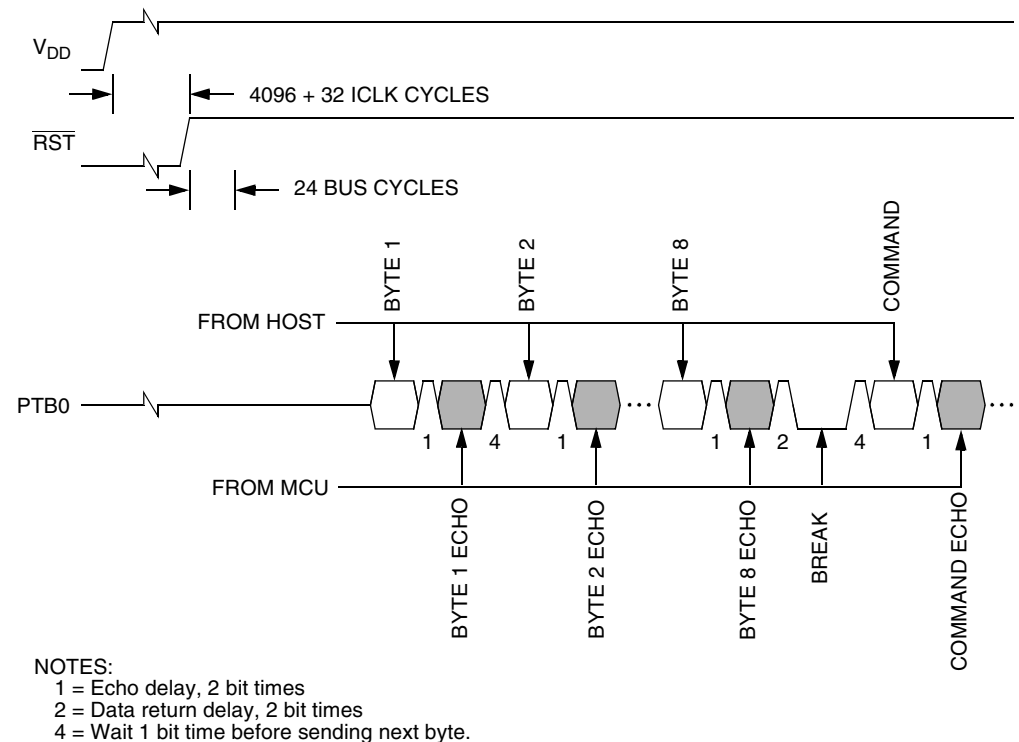 VDD
4096 + 32 ICLK CYCLES
RST
24 BUS CYCLES
BYTE 1
BYTE 2
BYTE 8
COMMAND
FROM HOST
PTB0
1
4
1
1
2
4
1
FROM MCU
BYTE 1 ECHO
BYTE 2 ECHO
BYTE 8 ECHO
BREAK
COMMAND ECHO
NOTES:
1 = Echo delay, 2 bit times
2 = Data return delay, 2 bit times
4 = Wait 1 bit time before sending next byte.